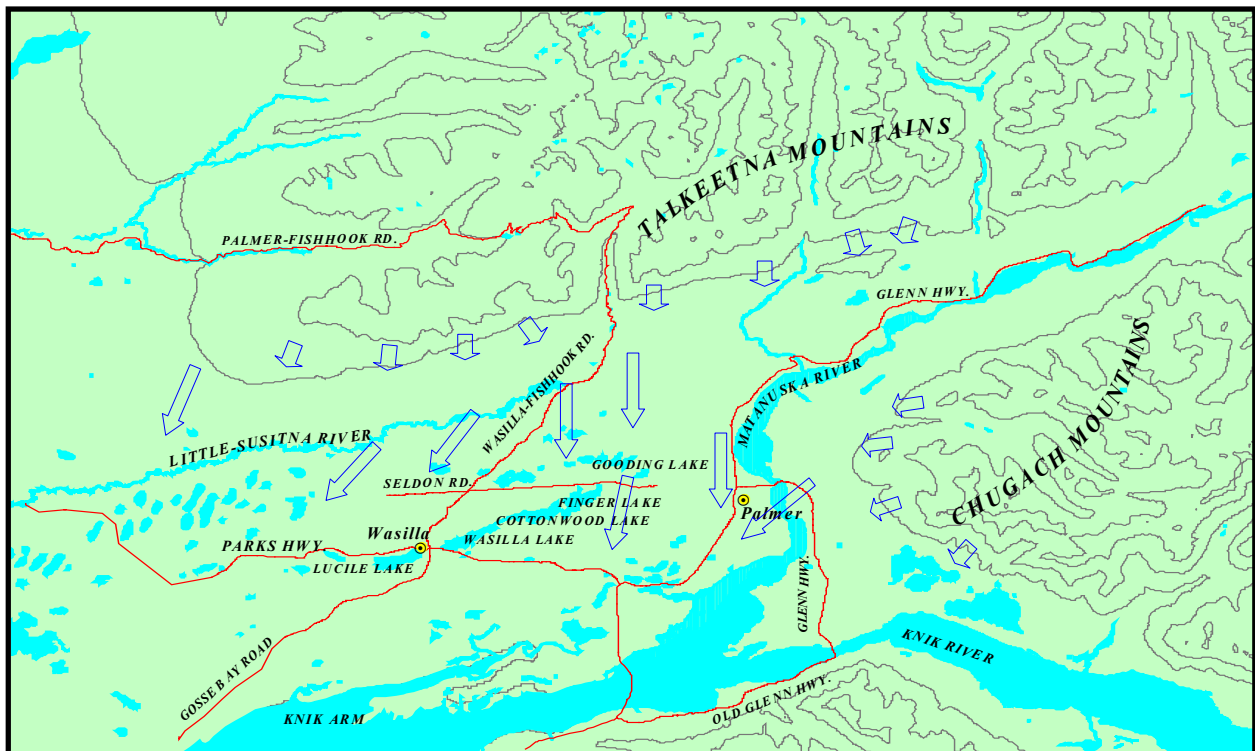 TALKEETNA MOUNTAINS
PALMER-FISHHOOK RD.
GLENN HWY.
WASILLA-FISHHOOK RD.
MATANUSKA RIVER
CHUGACH MOUNTAINS
LITTLE-SUSITNA RIVER
GOODING LAKE
SELDON RD.
FINGER LAKE
Palmer
COTTONWOOD LAKE
Wasilla
WASILLA LAKE
PARKS HWY.
LUCILE LAKE
GLENN HWY.
KNIK RIVER
GOSSE BAY ROAD
OLD GLENN HWY.
KNIK ARM